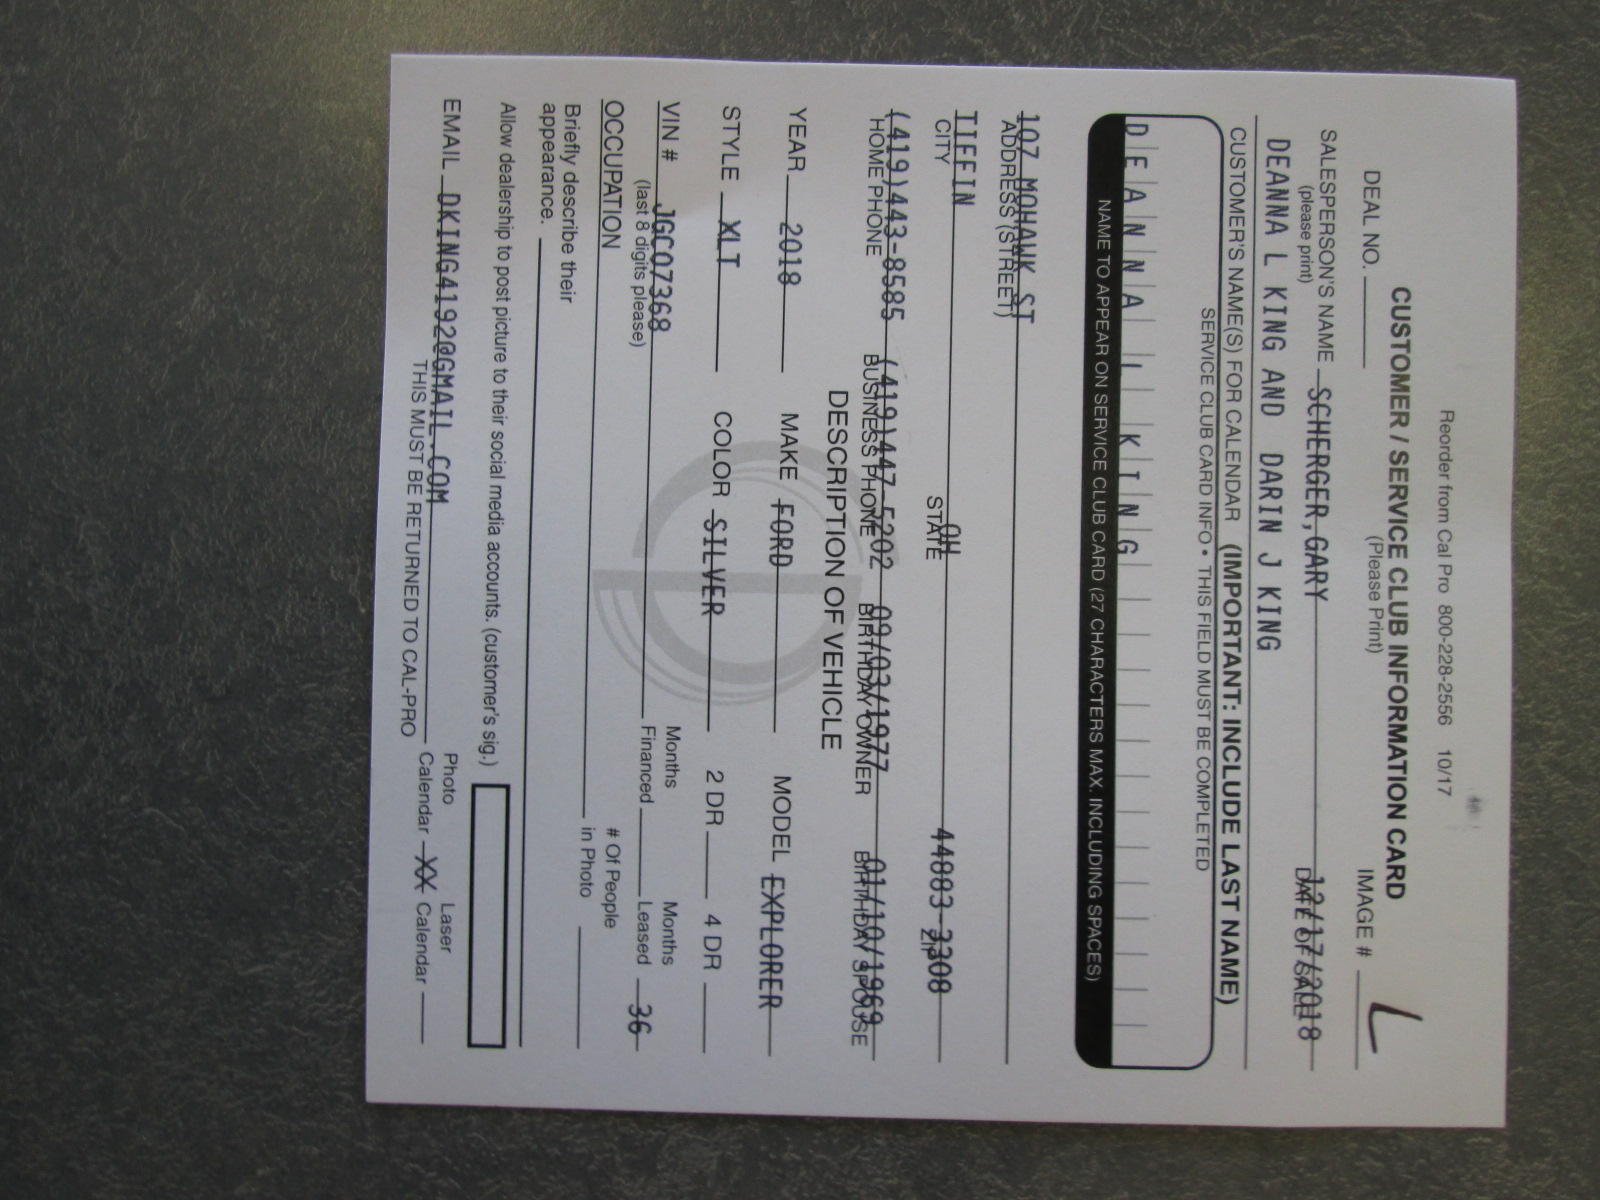 Reorder from Cal Pro 800-228-2556 10/17
CUSTOMER / SERVICE CLUB INFORMATION CARD
(Please Print)
DEAL NO. IMAGE # L
SALESPERSON'S NAME SCHERGER,GARY 12/17/2018
(please print) DATE OF SALE
DEANNA L KING AND DARIN J KING
CUSTOMER'S NAME(S) FOR CALENDAR (IMPORTANT: INCLUDE LAST NAME)
SERVICE CLUB CARD INFO • THIS FIELD MUST BE COMPLETED
DEANNA L KING
NAME TO APPEAR ON SERVICE CLUB CARD (27 CHARACTERS MAX. INCLUDING SPACES)
107 MOHAWK ST
ADDRESS (STREET)
TIFFIN OH 44883-3308
CITY STATE ZIP
(419)443-8585 (419)447-5202 09/03/1977 01/10/1969
HOME PHONE BUSINESS PHONE BIRTHDAY OWNER BIRTHDAY SPOUSE
DESCRIPTION OF VEHICLE
YEAR 2018 MAKE FORD MODEL EXPLORER
STYLE XLT COLOR SILVER 2 DR 4 DR
VIN # JGC07368 Months Financed Months Leased 36
(last 8 digits please)
OCCUPATION # Of People in Photo
Briefly describe their
appearance.
Allow dealership to post picture to their social media accounts. (customer's sig.)
EMAIL DKING41920@GMAIL.COM Photo Calendar XX Laser Calendar
THIS MUST BE RETURNED TO CAL-PRO